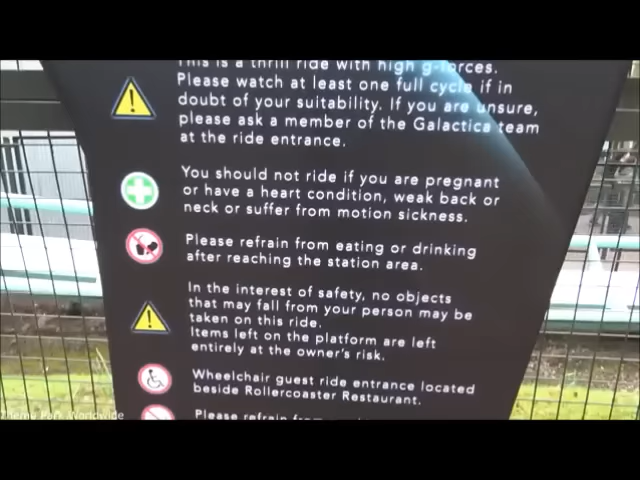 This is a thrill ride with high g-forces.
Please watch at least one full cycle if in
doubt of your suitability. If you are unsure,
please ask a member of the Galactica team
at the ride entrance.
You should not ride if you are pregnant
or have a heart condition, weak back or
neck or suffer from motion sickness.
Please refrain from eating or drinking
after reaching the station area.
In the interest of safety, no objects
that may fall from your person may be
taken on this ride.
Items left on the platform are left
entirely at the owner's risk.
Wheelchair guest ride entrance located
beside Rollercoaster Restaurant.
Please refrain from
Theme Park Worldwide